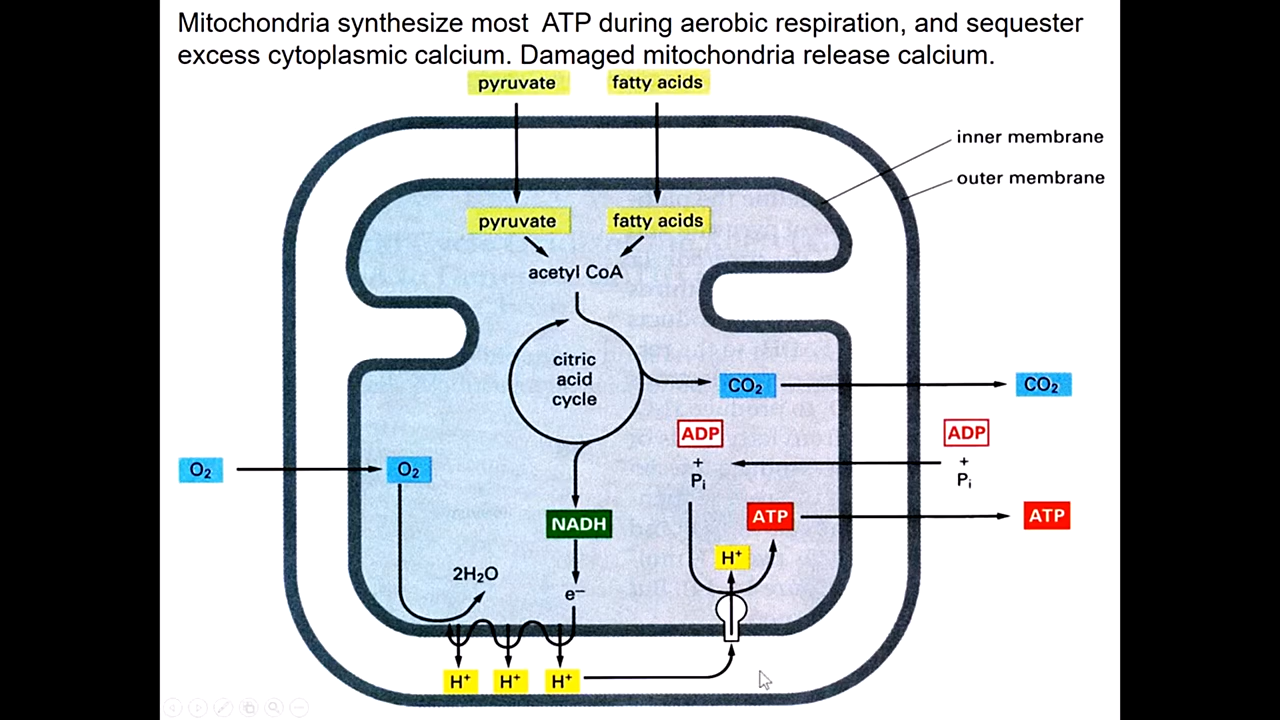 Mitochondria synthesize most ATP during aerobic respiration, and sequester
excess cytoplasmic calcium. Damaged mitochondria release calcium.
pyruvate
fatty acids
inner membrane
outer membrane
pyruvate
fatty acids
acetyl CoA
citric
acid
cycle
CO₂
CO₂
ADP
+
Pᵢ
ADP
+
Pᵢ
O₂
O₂
NADH
ATP
ATP
H⁺
2H₂O
e⁻
H⁺
H⁺
H⁺